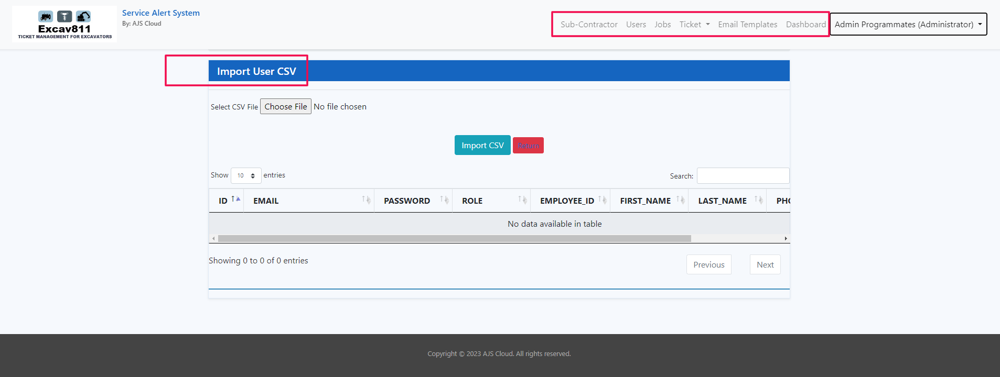 Excav811
TICKET MANAGEMENT FOR EXCAVATORS
Service Alert System
By: AJS Cloud
Sub-Contractor Users Jobs Ticket Email Templates Dashboard Admin Programmates (Administrator)
Import User CSV
Select CSV File Choose File No file chosen
Import CSV Return
Show 10 entries Search:
ID EMAIL PASSWORD ROLE EMPLOYEE_ID FIRST_NAME LAST_NAME PHO
No data available in table
Showing 0 to 0 of 0 entries Previous Next
Copyright © 2023 AJS Cloud. All rights reserved.